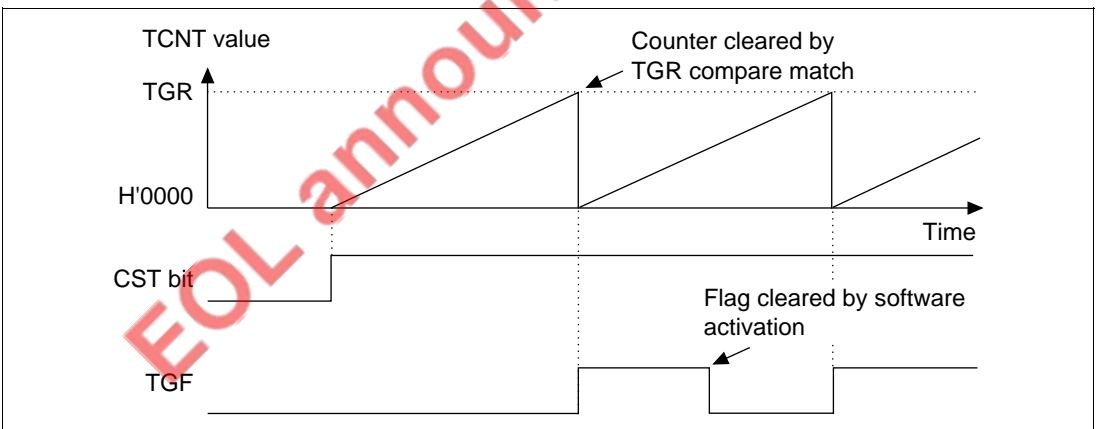 TCNT value
Counter cleared by
TGR compare match
TGR
H'0000
Time
CST bit
Flag cleared by software
activation
TGF
EOL announ